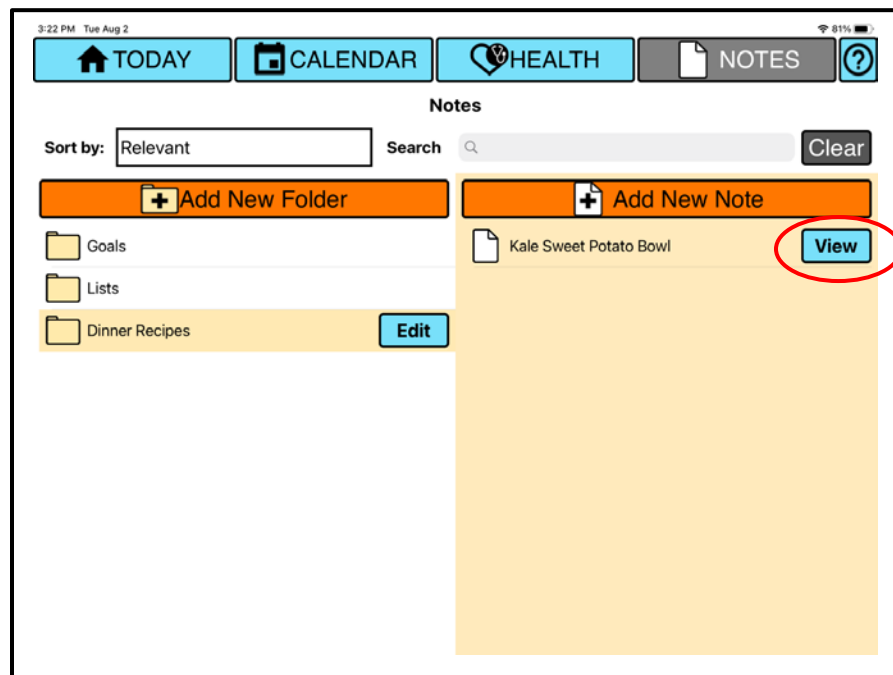 3:22 PM Tue Aug 2 81%
TODAY CALENDAR HEALTH NOTES ?
Notes
Sort by: Relevant Search Clear
Add New Folder Add New Note
Goals Kale Sweet Potato Bowl View
Lists
Dinner Recipes Edit